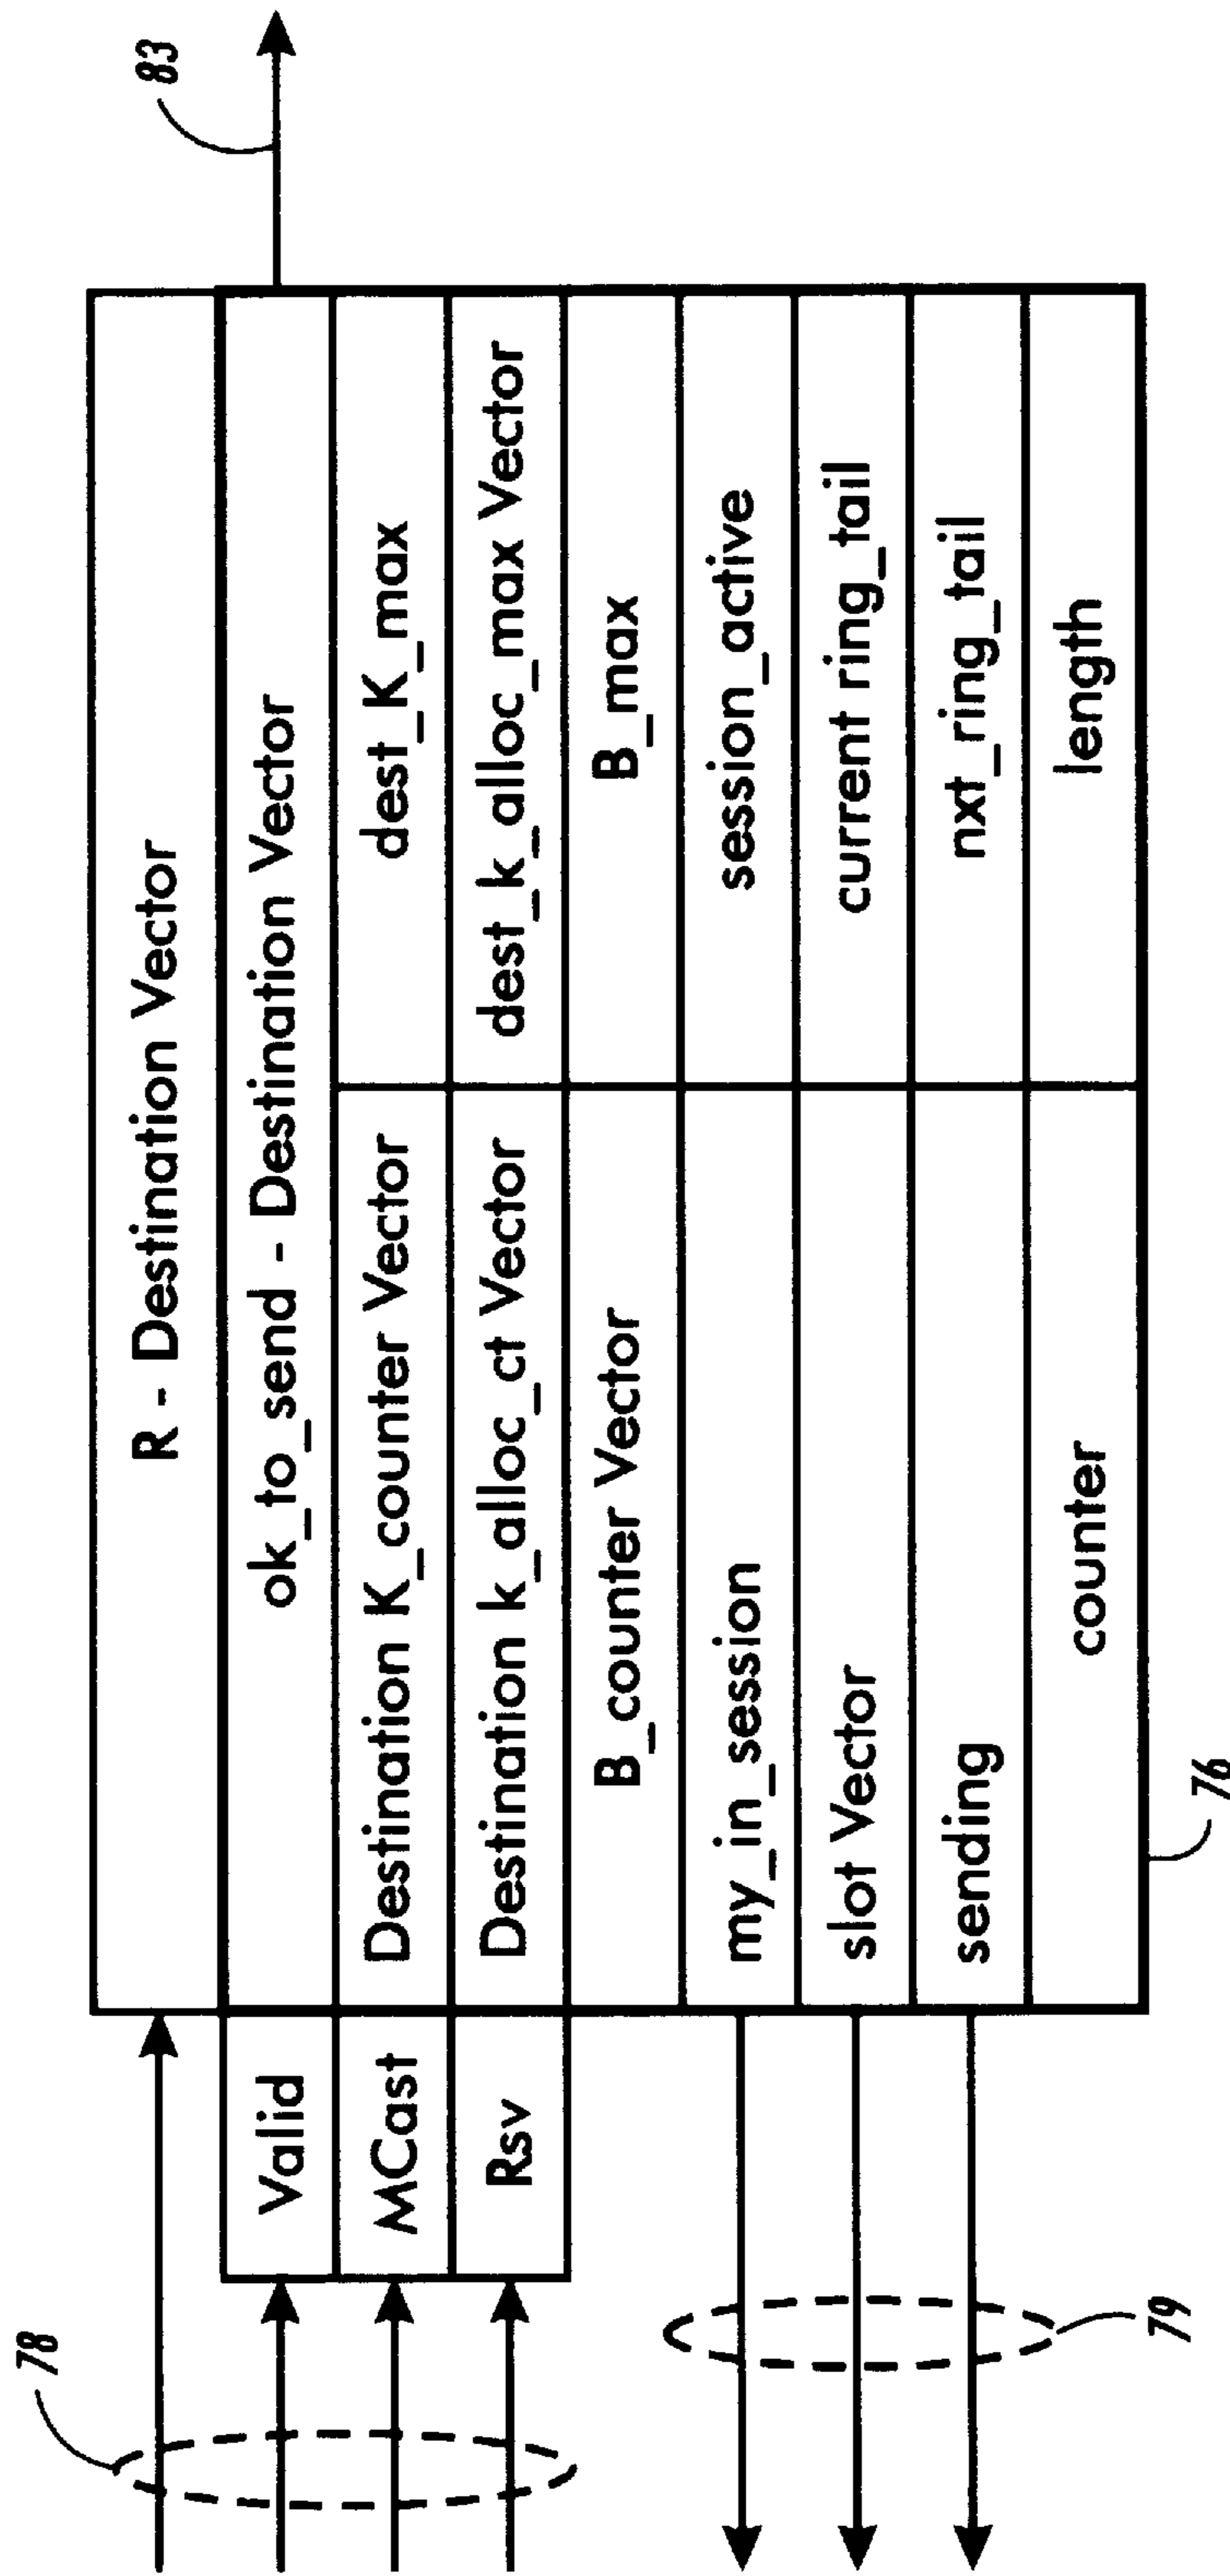 78
83
R - Destination Vector
Valid
ok_to_send - Destination Vector
MCast
Destination K_counter Vector
dest_K_max
Rsv
Destination k_alloc_ct Vector
dest_k_alloc_max Vector
B_counter Vector
B_max
my_in_session
session_active
slot Vector
current ring_tail
sending
nxt_ring_tail
counter
length
79
76